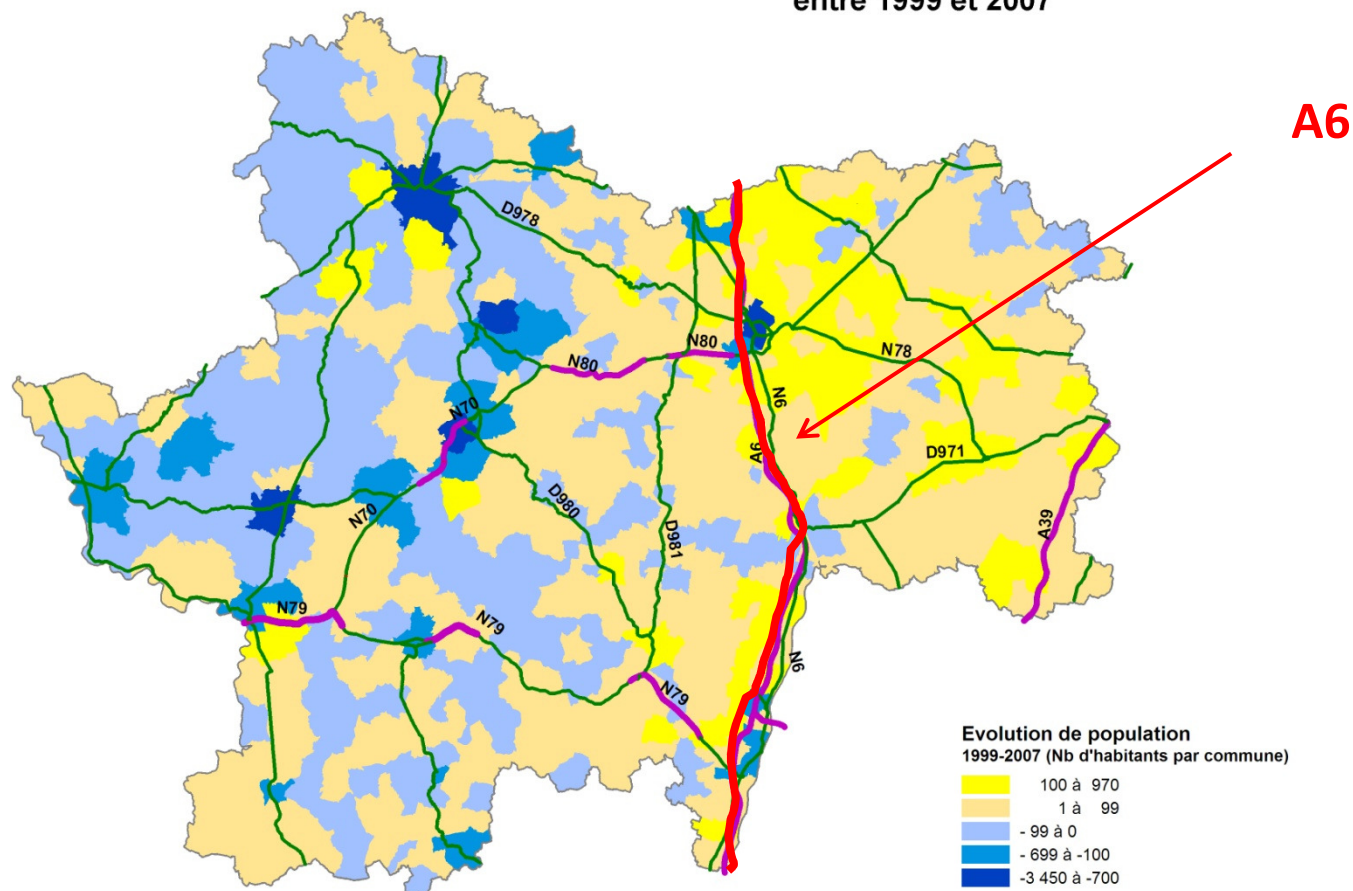 entre 1999 et 2007
A6
D978
N80
N80
N78
N6
N70
A6
D971
N70
D980
D981
A39
N79
N79
N6
N79
Evolution de population
1999-2007 (Nb d'habitants par commune)
100 à 970
1 à 99
- 99 à 0
- 699 à -100
-3 450 à -700